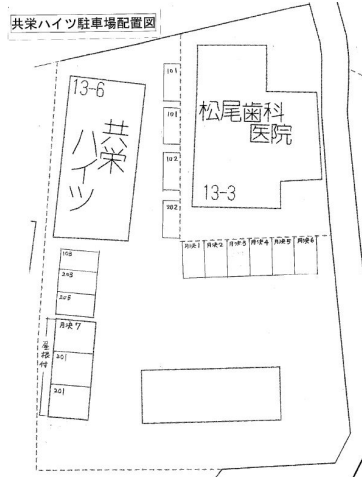 共栄ハイツ駐車場配置図
13-6
共栄
ハイツ
101
101
102
202
松尾歯科
医院
13-3
月決1
月決2
月決3
月決4
月決5
月決6
103
203
205
月決7
201
201
屋根付